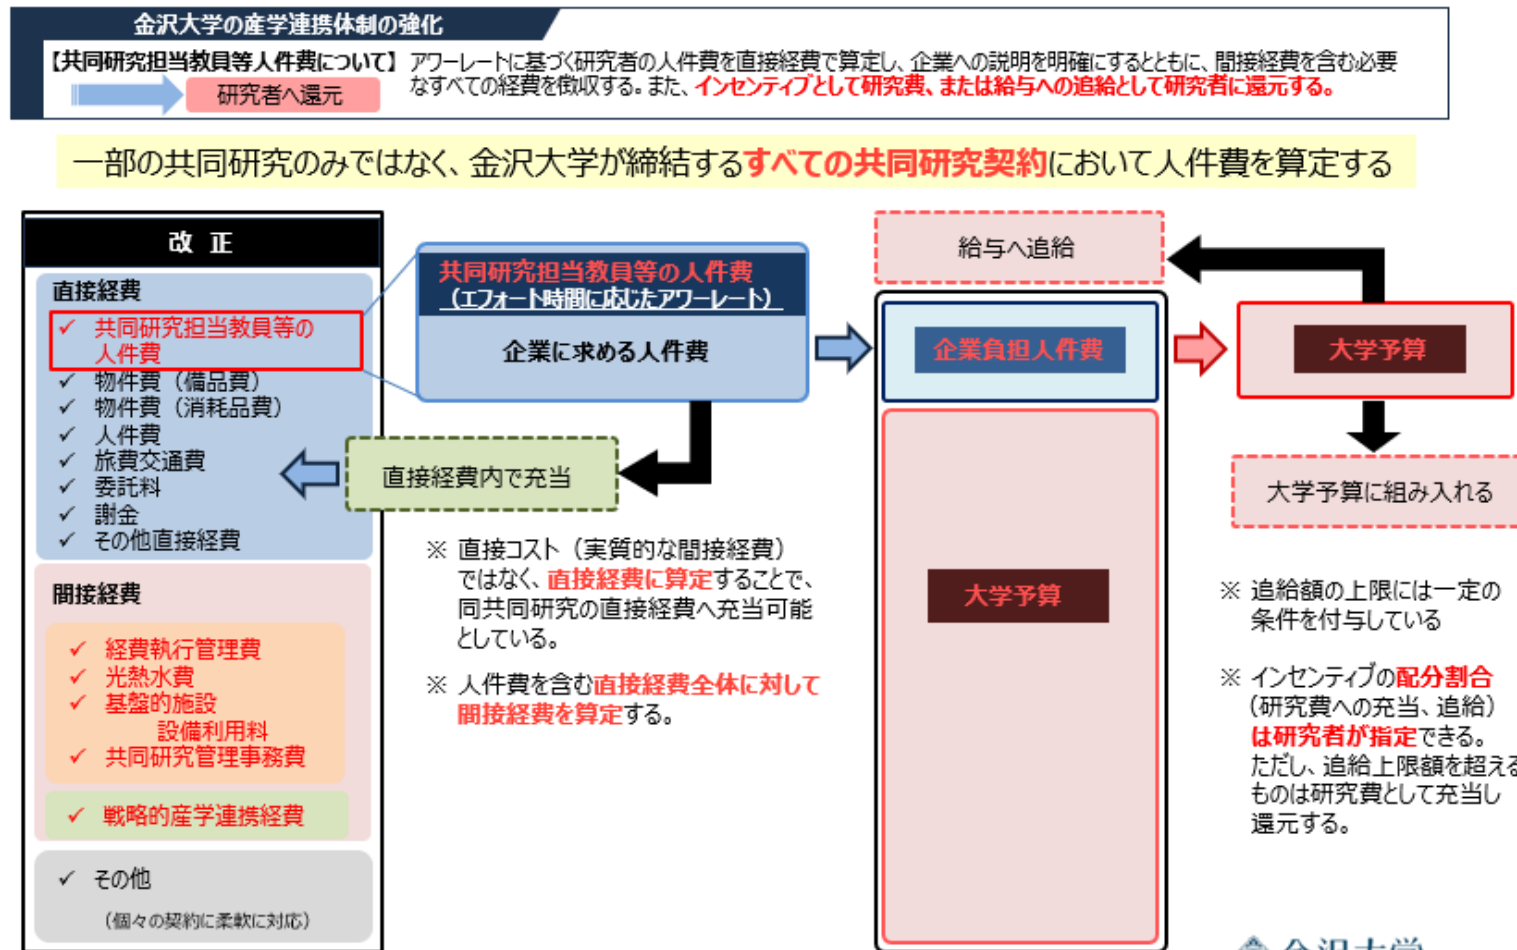 金沢大学の産学連携体制の強化
【共同研究担当教員等人件費について】
研究者へ還元
アワーレートに基づく研究者の人件費を直接経費で算定し、企業への説明を明確にするとともに、間接経費を含む必要
なすべての経費を徴収する。また、インセンティブとして研究費、または給与への追給として研究者に還元する。
一部の共同研究のみではなく、金沢大学が締結するすべての共同研究契約において人件費を算定する
改 正
直接経費
✓ 共同研究担当教員等の
人件費
✓ 物件費（備品費）
✓ 物件費（消耗品費）
✓ 人件費
✓ 旅費交通費
✓ 委託料
✓ 謝金
✓ その他直接経費
間接経費
✓ 経費執行管理費
✓ 光熱水費
✓ 基盤的施設
設備利用料
✓ 共同研究管理事務費
✓ 戦略的産学連携経費
✓ その他
（個々の契約に柔軟に対応）
共同研究担当教員等の人件費
（エフォート時間に応じたアワーレート）
企業に求める人件費
直接経費内で充当
※ 直接コスト（実質的な間接経費）
ではなく、直接経費に算定することで、
同共同研究の直接経費へ充当可能
としている。
※ 人件費を含む直接経費全体に対して
間接経費を算定する。
給与へ追給
企業負担人件費
大学予算
大学予算
大学予算に組み入れる
※ 追給額の上限には一定の
条件を付与している
※ インセンティブの配分割合
（研究費への充当、追給）
は研究者が指定できる。
ただし、追給上限額を超える
ものは研究費として充当し
還元する。
金沢大学